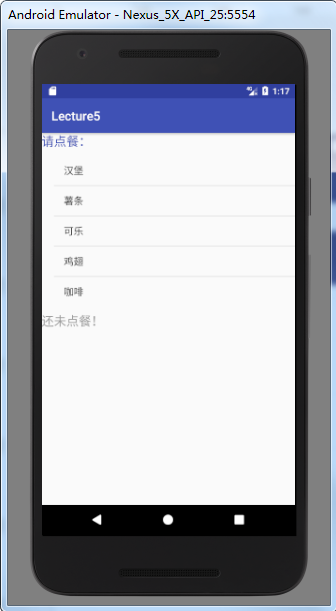 Android Emulator - Nexus_5X_API_25:5554
4G 1:17
Lecture5
请点餐:
汉堡
薯条
可乐
鸡翅
咖啡
还未点餐!